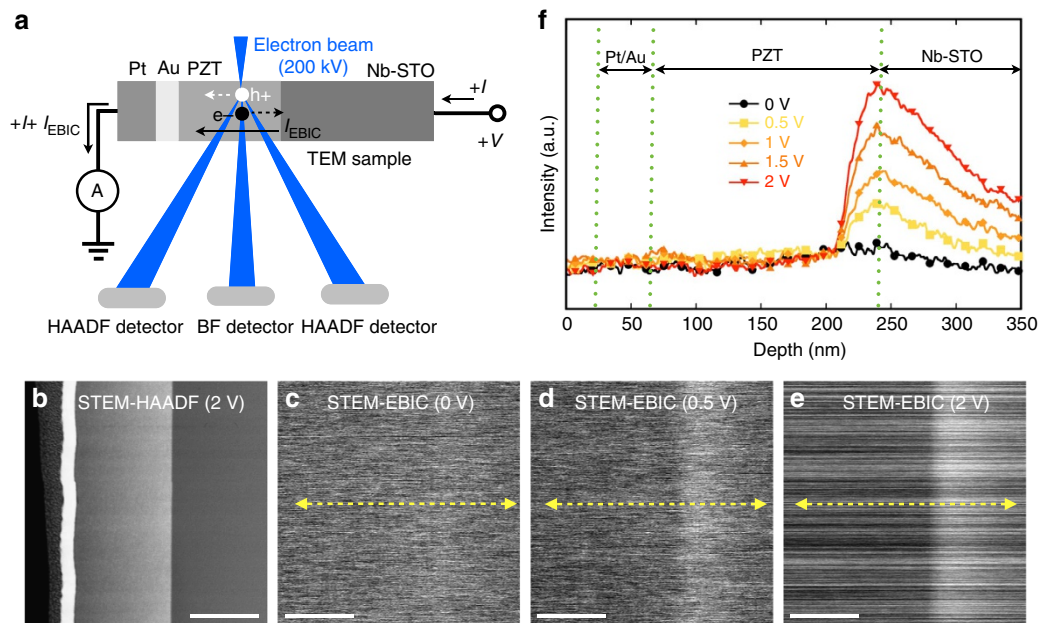 a
Electron beam
(200 kV)
Pt Au PZT Nb-STO
h+
e−
+I
+I+ I_EBIC
I_EBIC
+V
A
TEM sample
HAADF detector BF detector HAADF detector
f
Pt/Au PZT Nb-STO
0 V
0.5 V
1 V
1.5 V
2 V
Intensity (a.u.)
0 50 100 150 200 250 300 350
Depth (nm)
b STEM-HAADF (2 V)
c STEM-EBIC (0 V)
d STEM-EBIC (0.5 V)
e STEM-EBIC (2 V)